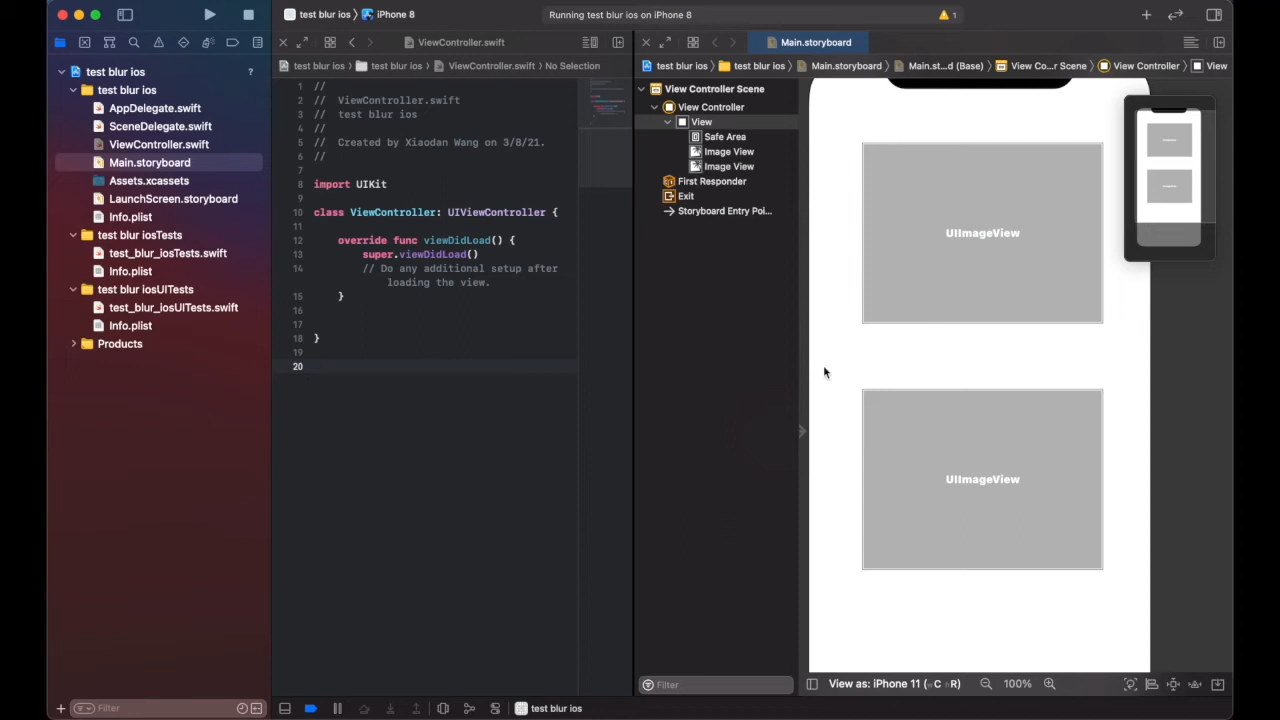 test blur ios › iPhone 8
Running test blur ios on iPhone 8
1
ViewController.swift
Main.storyboard
test blur ios › test blur ios › ViewController.swift › No Selection
test blur ios › test blur ios › Main.storyboard › Main.st...d (Base) › View Co...r Scene › View Controller › View
test blur ios
?
test blur ios
AppDelegate.swift
SceneDelegate.swift
ViewController.swift
Main.storyboard
Assets.xcassets
LaunchScreen.storyboard
Info.plist
test blur iosTests
test_blur_iosTests.swift
Info.plist
test blur iosUITests
test_blur_iosUITests.swift
Info.plist
Products
Filter
1 //
2 // ViewController.swift
3 // test blur ios
4 //
5 // Created by Xiaodan Wang on 3/8/21.
6 //
7
8 import UIKit
9
10 class ViewController: UIViewController {
11
12 override func viewDidLoad() {
13 super.viewDidLoad()
14 // Do any additional setup after
loading the view.
15 }
16
17
18 }
19
20
test blur ios
View Controller Scene
View Controller
View
Safe Area
Image View
Image View
First Responder
Exit
Storyboard Entry Poi...
Filter
UIImageView
UIImageView
View as: iPhone 11 (wC hR)
100%